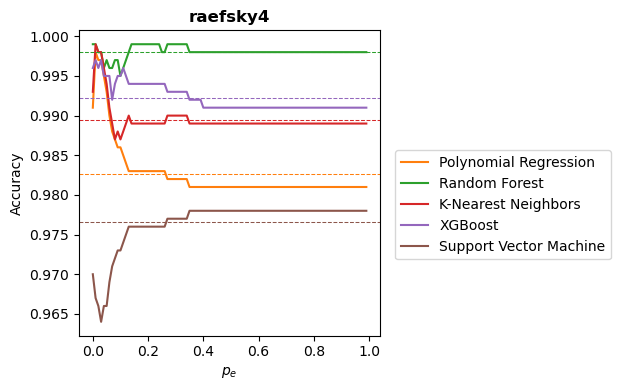 raefsky4
Accuracy
1.000
0.995
0.990
0.985
0.980
0.975
0.970
0.965
0.0 0.2 0.4 0.6 0.8 1.0
pₑ
Polynomial Regression
Random Forest
K-Nearest Neighbors
XGBoost
Support Vector Machine